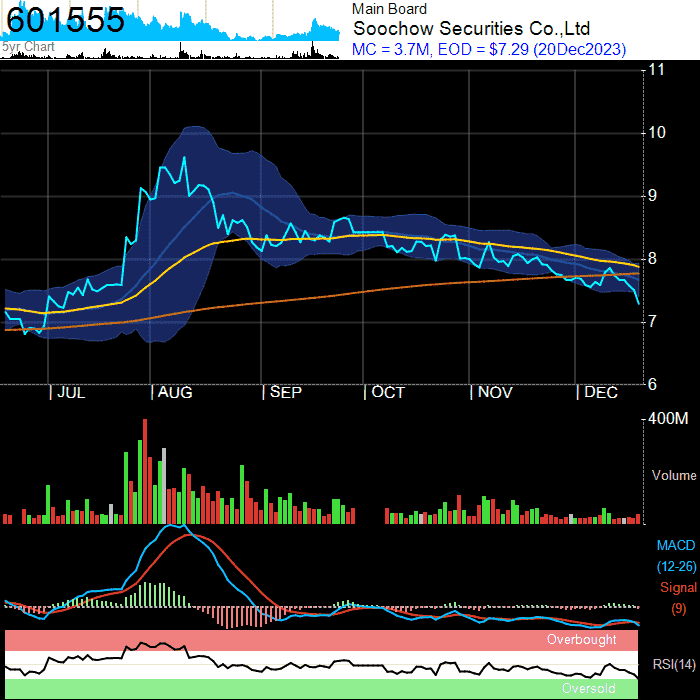 601555
5yr Chart
Main Board
Soochow Securities Co.,Ltd
MC = 3.7M, EOD = $7.29 (20Dec2023)
11
10
9
8
7
6
| JUL | AUG | SEP | OCT | NOV | DEC
400M
Volume
MACD
(12-26)
Signal
(9)
Overbought
RSI(14)
Oversold